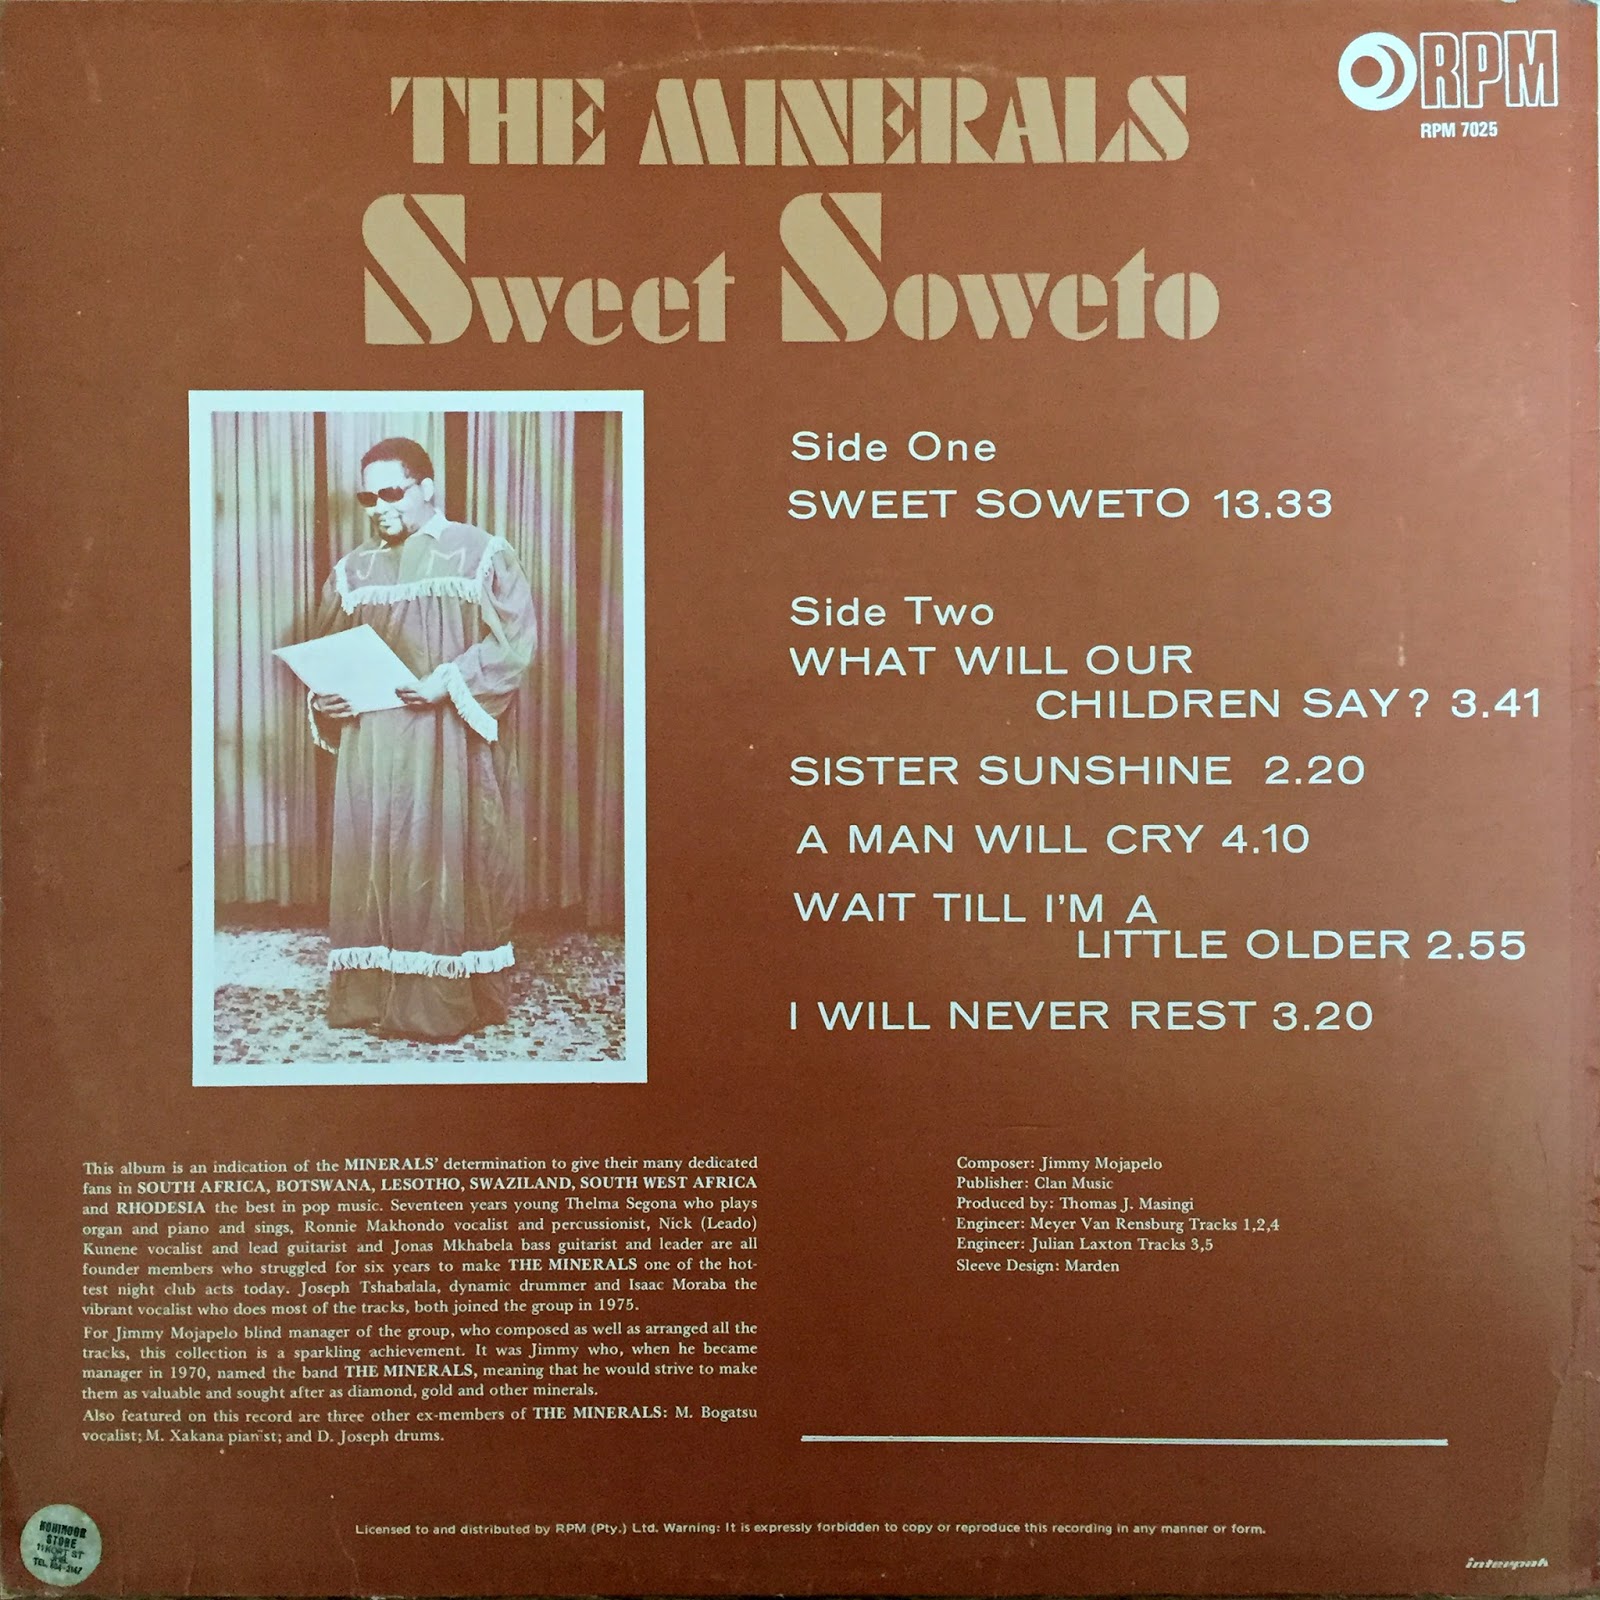 RPM
RPM 7025
THE MINERALS
Sweet Soweto
J M
Side One
SWEET SOWETO 13.33
Side Two
WHAT WILL OUR
CHILDREN SAY? 3.41
SISTER SUNSHINE 2.20
A MAN WILL CRY 4.10
WAIT TILL I'M A
LITTLE OLDER 2.55
I WILL NEVER REST 3.20
This album is an indication of the MINERALS' determination to give their many dedicated
fans in SOUTH AFRICA, BOTSWANA, LESOTHO, SWAZILAND, SOUTH WEST AFRICA
and RHODESIA the best in pop music. Seventeen years young Thelma Segona who plays
organ and piano and sings, Ronnie Makhondo vocalist and percussionist, Nick (Leado)
Kunene vocalist and lead guitarist and Jonas Mkhabela bass guitarist and leader are all
founder members who struggled for six years to make THE MINERALS one of the hot-
test night club acts today. Joseph Tshabalala, dynamic drummer and Isaac Moraba the
vibrant vocalist who does most of the tracks, both joined the group in 1975.
For Jimmy Mojapelo blind manager of the group, who composed as well as arranged all the
tracks, this collection is a sparkling achievement. It was Jimmy who, when he became
manager in 1970, named the band THE MINERALS, meaning that he would strive to make
them as valuable and sought after as diamond, gold and other minerals.
Also featured on this record are three other ex-members of THE MINERALS: M. Bogatsu
vocalist; M. Xakana pianist; and D. Joseph drums.
Composer: Jimmy Mojapelo
Publisher: Clan Music
Produced by: Thomas J. Masingi
Engineer: Meyer Van Rensburg Tracks 1,2,4
Engineer: Julian Laxton Tracks 3,5
Sleeve Design: Marden
KOHINOOR
STORE
11 KORT ST
JHB.
TEL. 834-3147
Licensed to and distributed by RPM (Pty.) Ltd. Warning: It is expressly forbidden to copy or reproduce this recording in any manner or form.
interpak